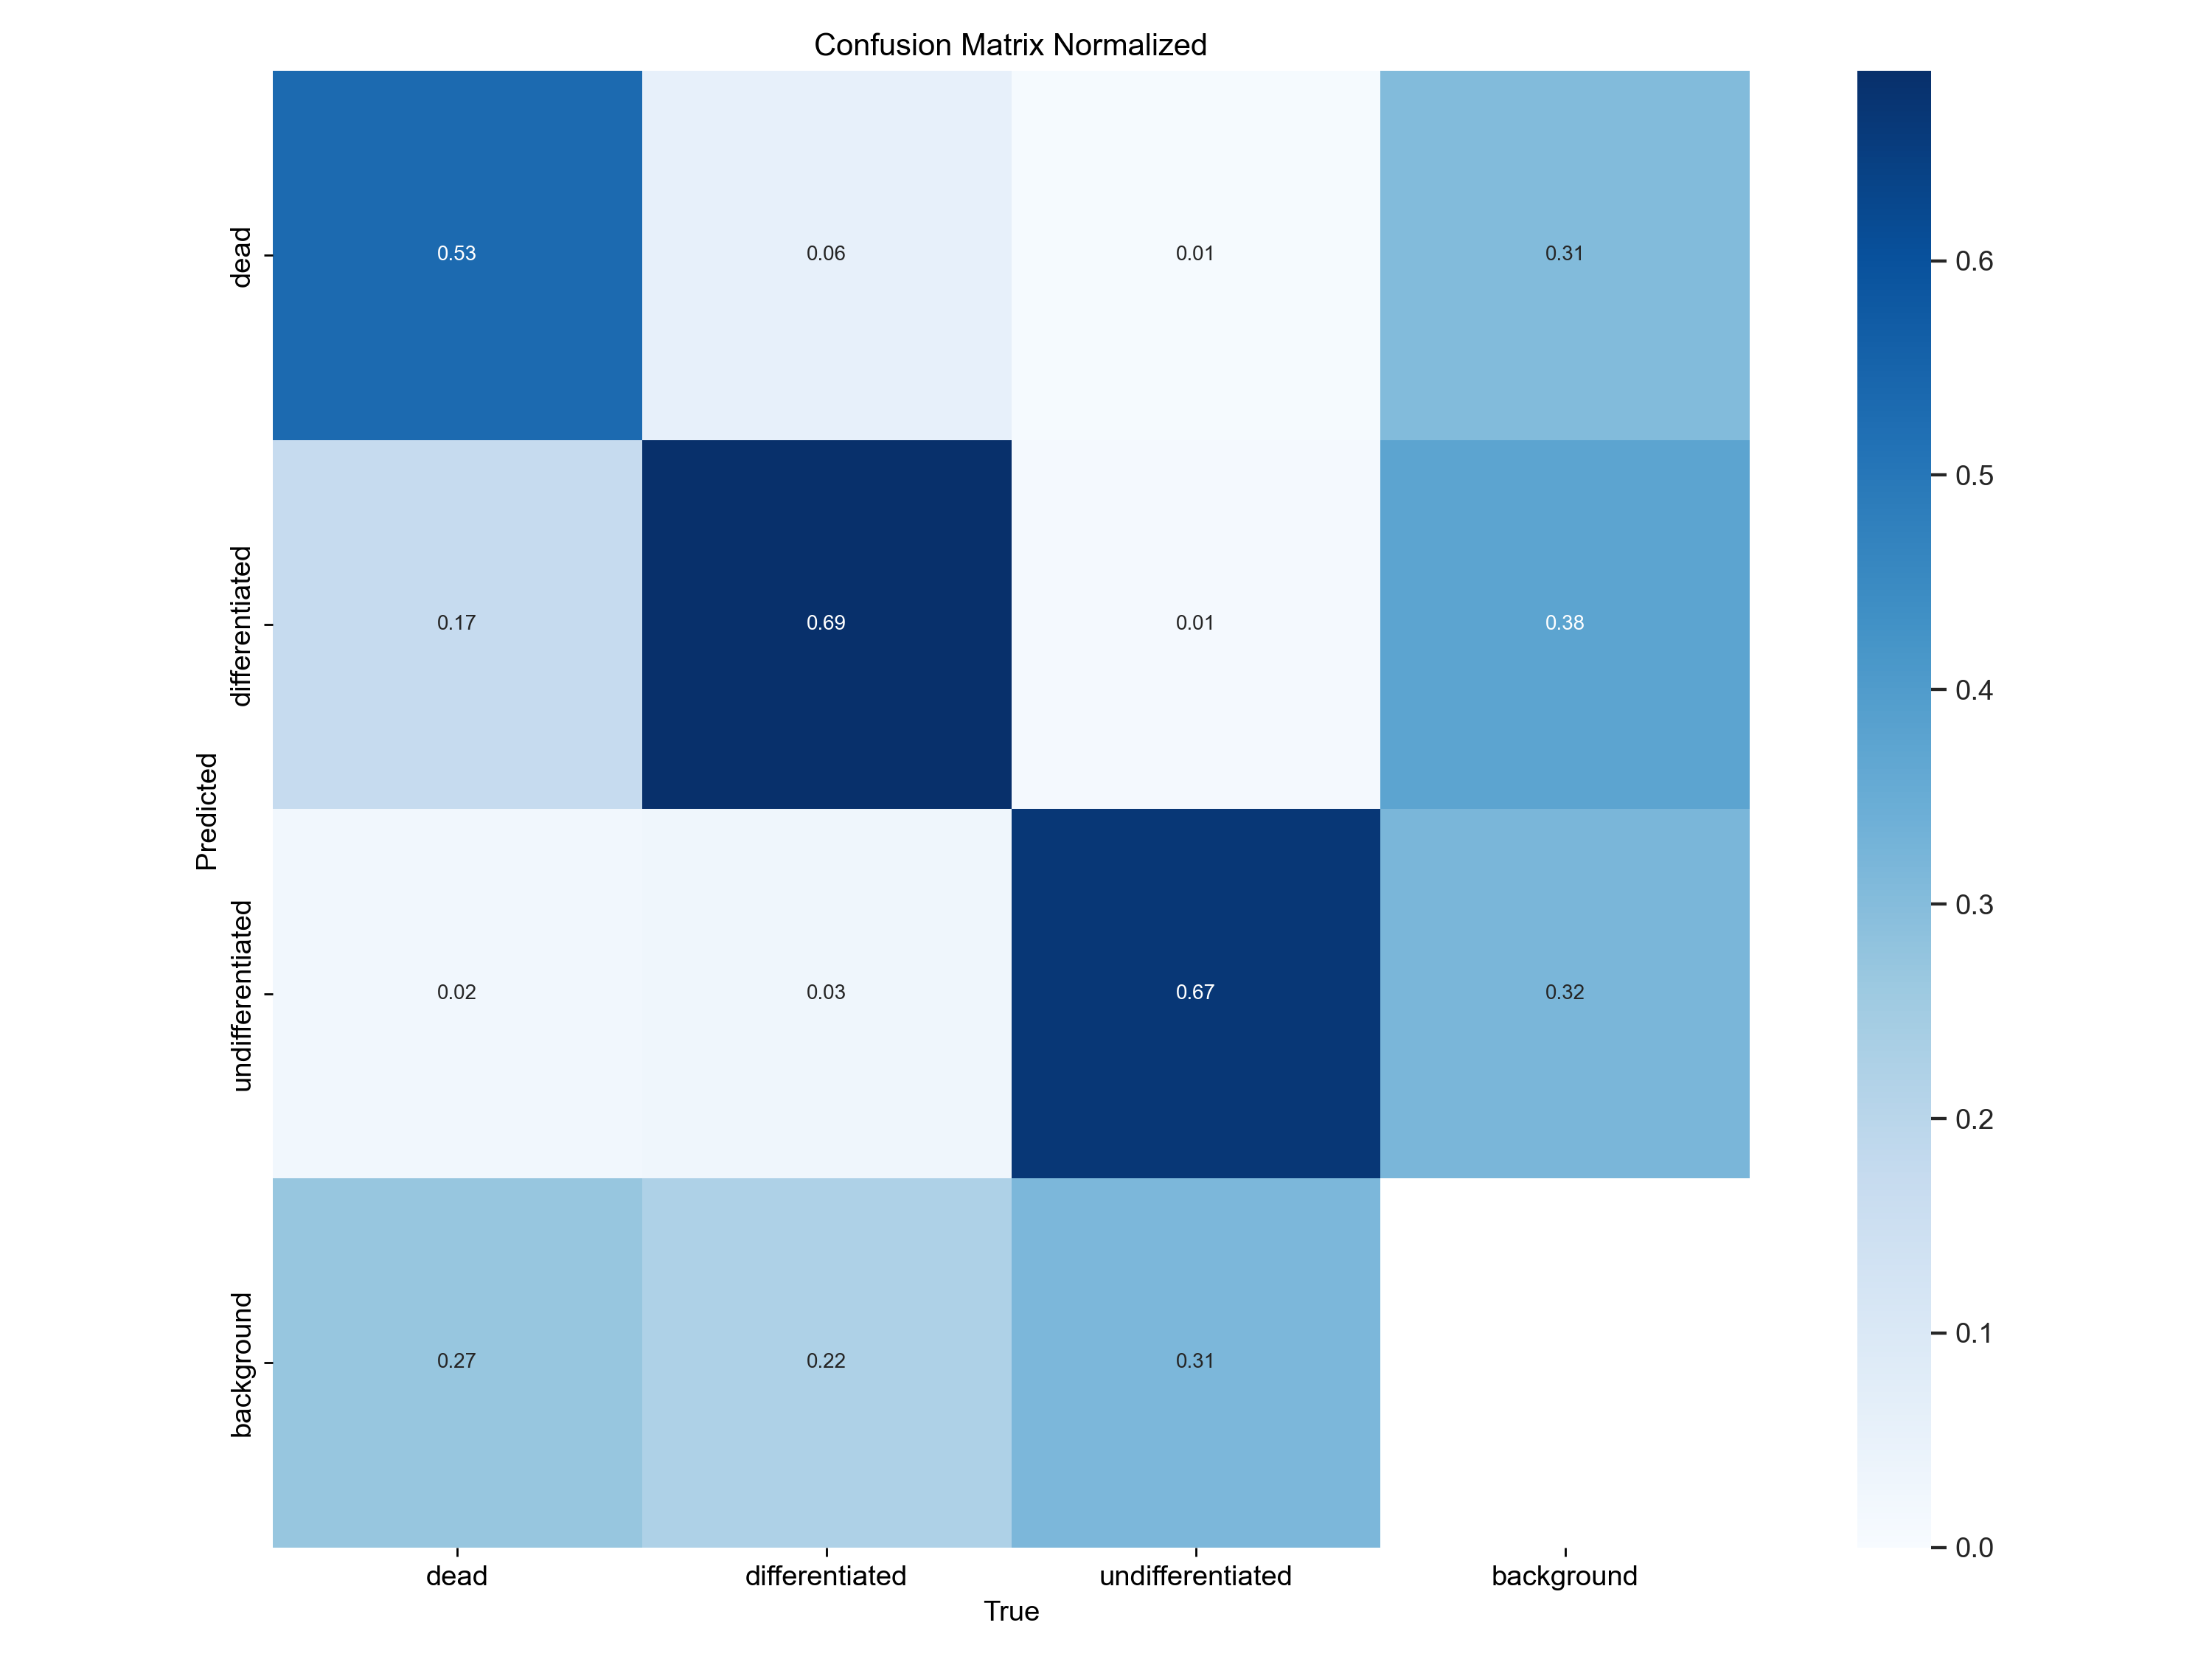 Confusion Matrix Normalized
dead
0.53
0.06
0.01
0.31
differentiated
0.17
0.69
0.01
0.38
undifferentiated
0.02
0.03
0.67
0.32
background
0.27
0.22
0.31
Predicted
dead
differentiated
undifferentiated
background
True
0.6
0.5
0.4
0.3
0.2
0.1
0.0